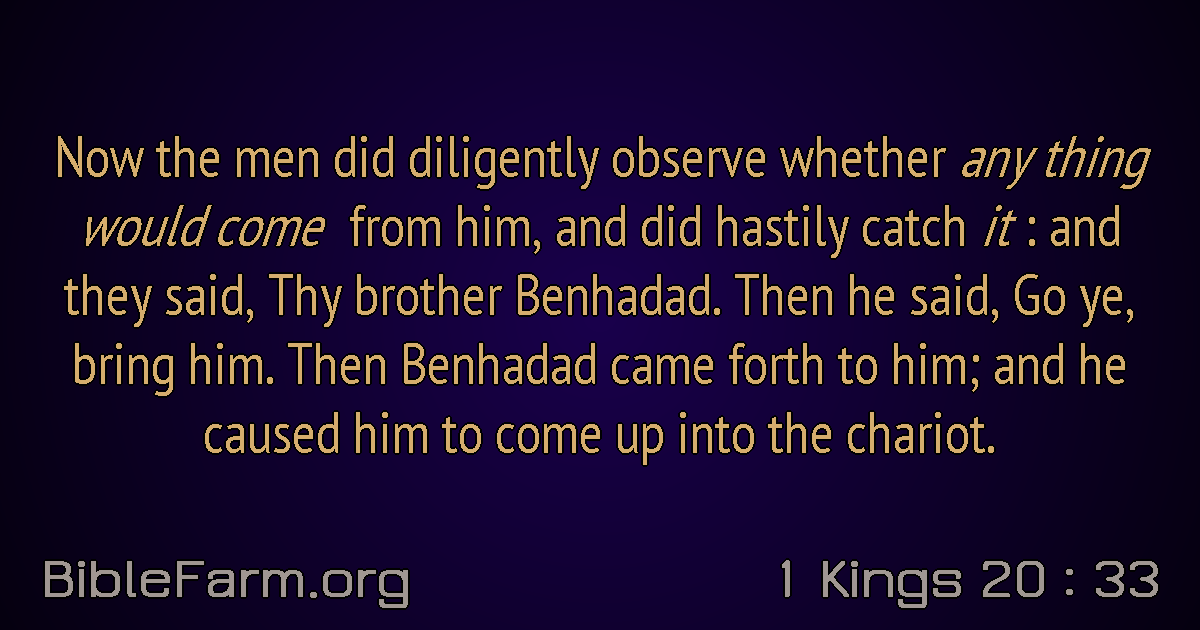 Now the men did diligently observe whether any thing
would come from him, and did hastily catch it : and
they said, Thy brother Benhadad. Then he said, Go ye,
bring him. Then Benhadad came forth to him; and he
caused him to come up into the chariot.
BibleFarm.org
1 Kings 20 : 33